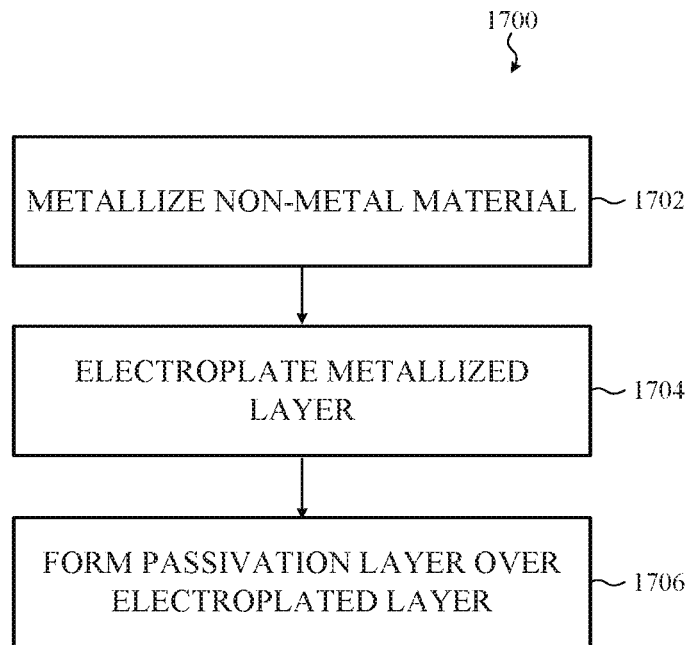 1700
METALLIZE NON-METAL MATERIAL
1702
ELECTROPLATE METALLIZED
LAYER
1704
FORM PASSIVATION LAYER OVER
ELECTROPLATED LAYER
1706